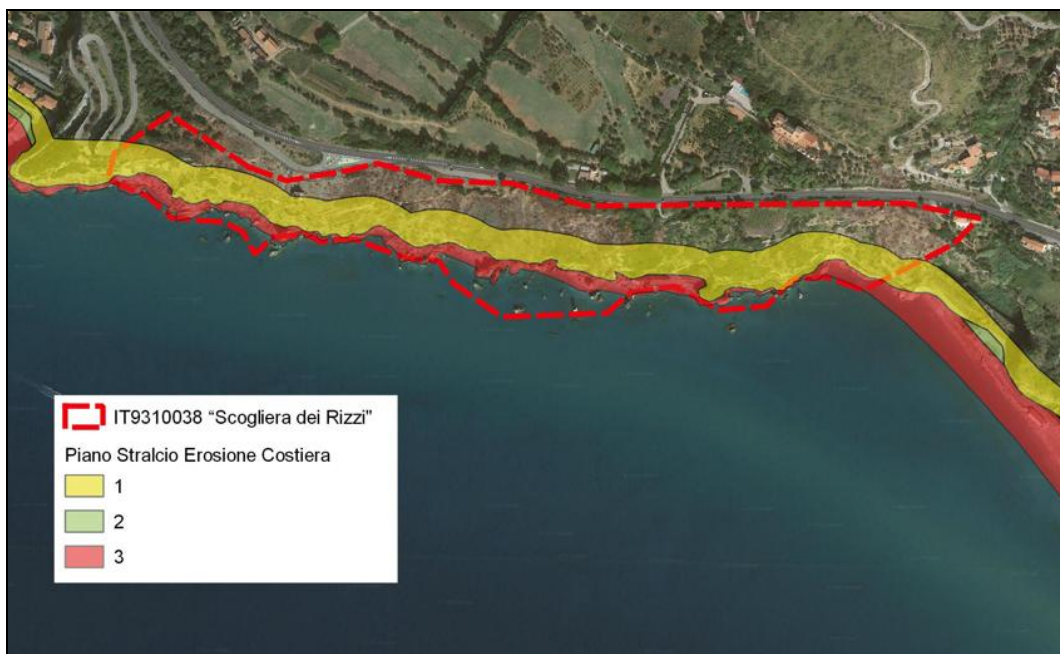 IT9310038 “Scogliera dei Rizzi”
Piano Stralcio Erosione Costiera
1
2
3